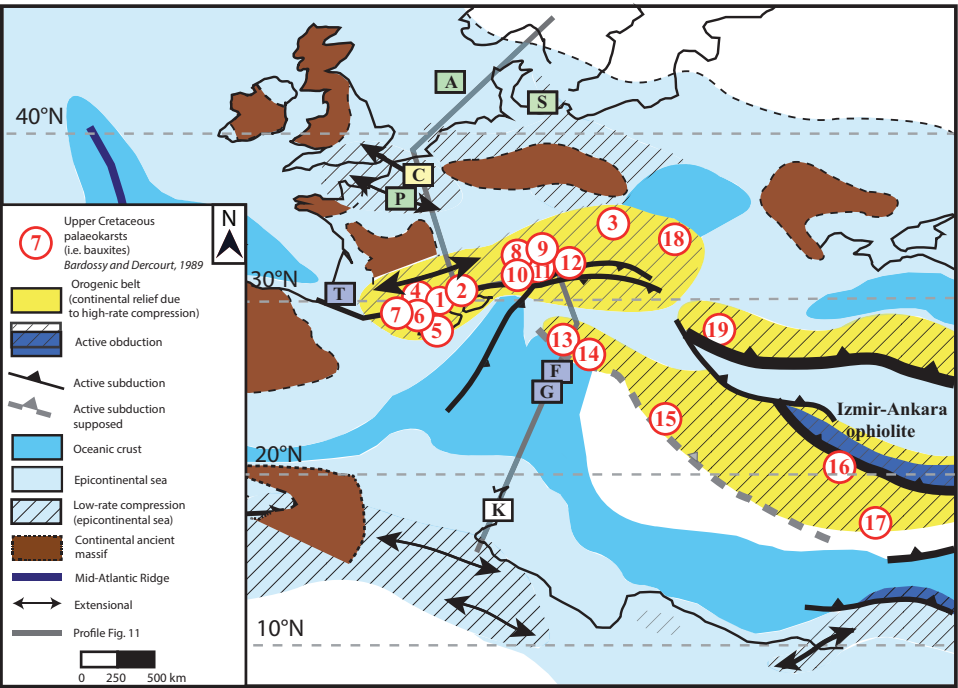 40°N
A
S
C
P
N
Upper Cretaceous
palaeokarsts
(i.e. bauxites)
Bardossy and Dercourt, 1989
7
Orogenic belt
(continental relief due
to high-rate compression)
Active obduction
Active subduction
Active subduction
supposed
Oceanic crust
Epicontinental sea
Low-rate compression
(epicontinental sea)
Continental ancient
massif
Mid-Atlantic Ridge
Extensional
Profile Fig. 11
0 250 500 km
3
18
8
9
10
11
12
30°N
T
4
1
2
7
6
5
13
14
19
F
G
15
Izmir-Ankara
ophiolite
20°N
16
K
17
10°N